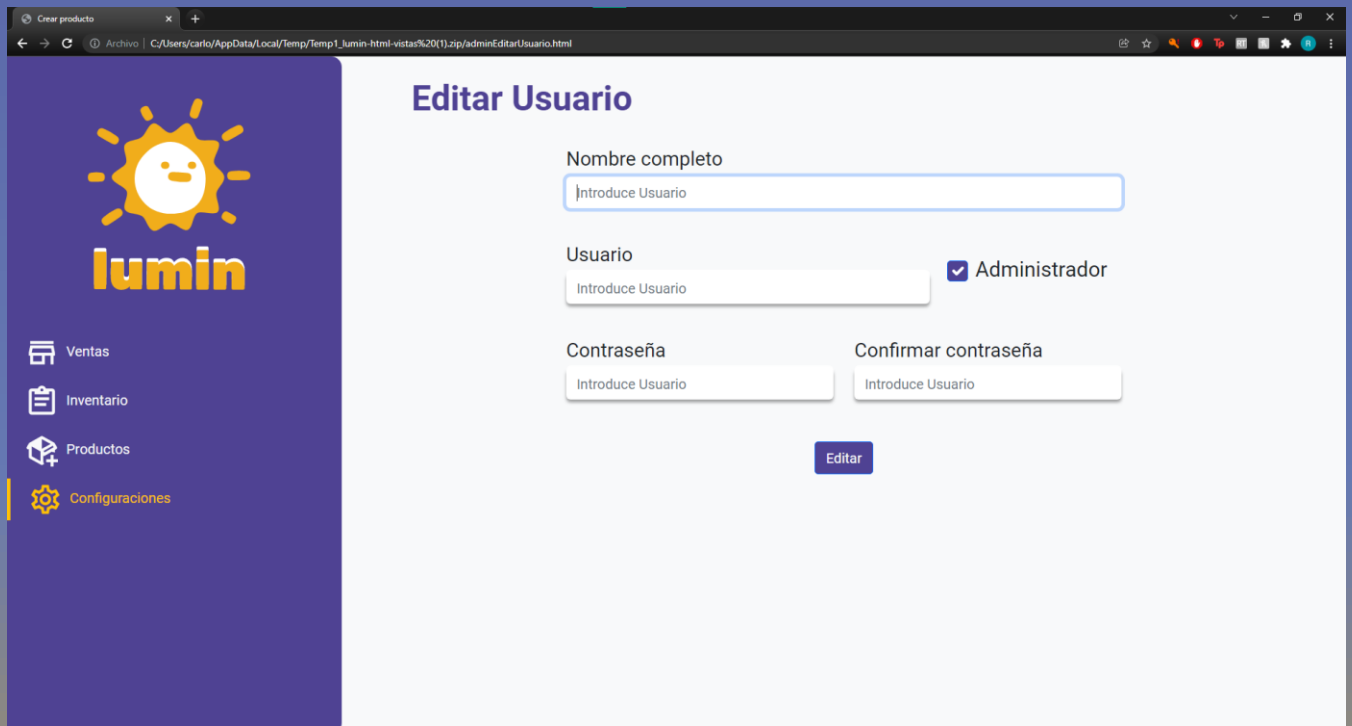 Crear producto
Archivo C:/Users/carlo/AppData/Local/Temp/Temp1_lumin-html-vistas%20(1).zip/adminEditarUsuario.html
Tp
RT
R
lumin
Ventas
Inventario
Productos
Configuraciones
Editar Usuario
Nombre completo
Introduce Usuario
Usuario
Introduce Usuario
Administrador
Contraseña
Confirmar contraseña
Introduce Usuario
Introduce Usuario
Editar